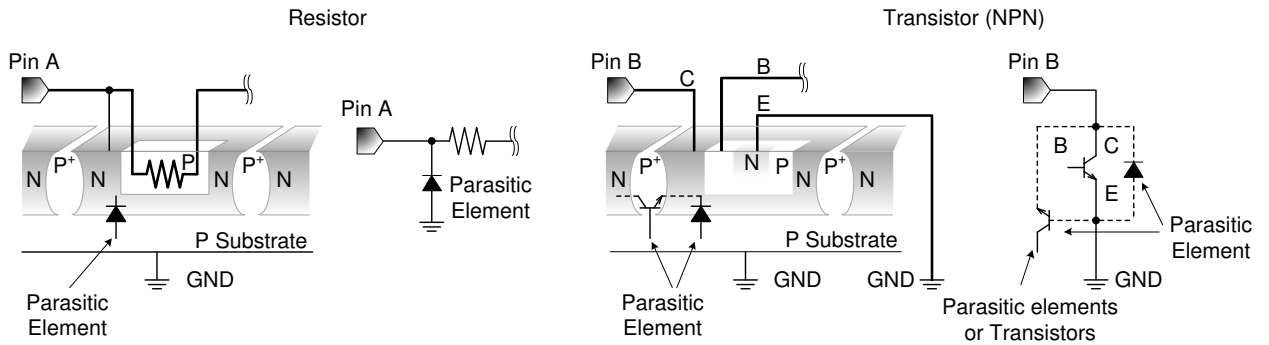 Resistor
Pin A
P
N
P+
N
N
P+
N
P Substrate
GND
Parasitic
Element
Pin A
Parasitic
Element
Transistor (NPN)
Pin B
C
B
E
N
P+
N
N
P
N
P+
N
P Substrate
GND
GND
Parasitic
Element
Pin B
B
C
E
Parasitic
Element
GND
Parasitic elements
or Transistors